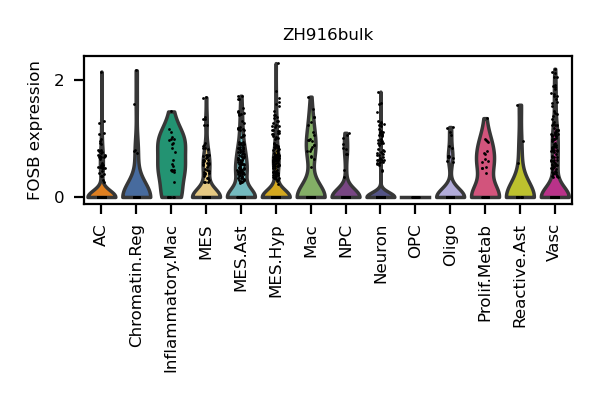 ZH916bulk
FOSB expression
2
0
AC
Chromatin.Reg
Inflammatory.Mac
MES
MES.Ast
MES.Hyp
Mac
NPC
Neuron
OPC
Oligo
Prolif.Metab
Reactive.Ast
Vasc